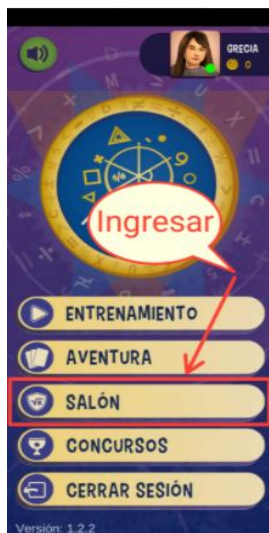 GRECIA
0
Ingresar
ENTRENAMIENTO
AVENTURA
SALÓN
CONCURSOS
CERRAR SESIÓN
Versión: 1.2.2